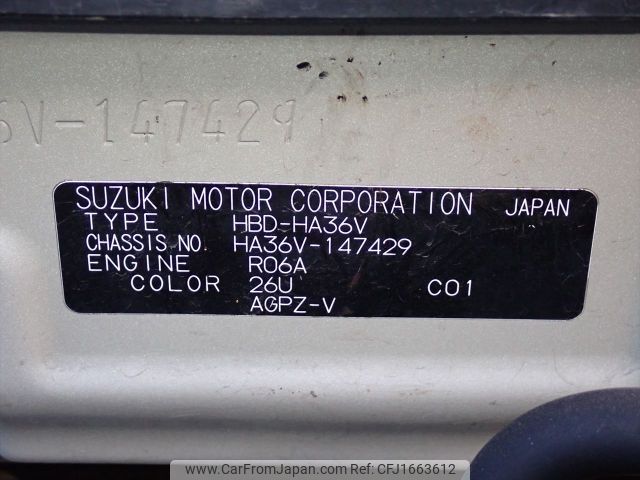 6V-147429
SUZUKI MOTOR CORPORATION JAPAN
TYPE HBD-HA36V
CHASSIS NO. HA36V-147429
ENGINE R06A
COLOR 26U C01
AGPZ-V
www.CarFromJapan.com | CFJ1663612